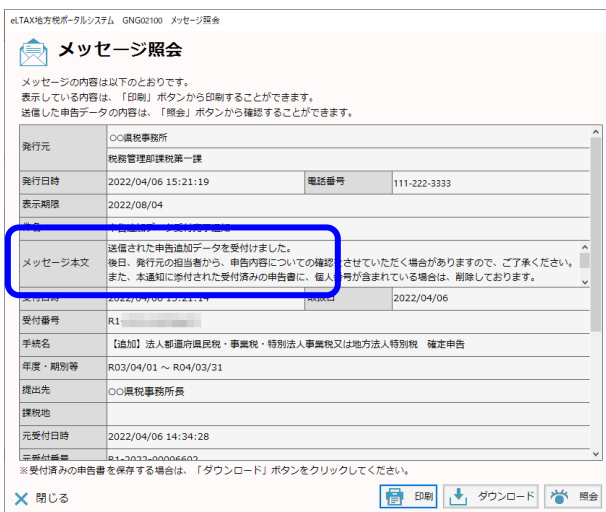 eLTAX地方税ポータルシステム GNG02100 メッセージ照会
メッセージ照会
メッセージの内容は以下のとおりです。
表示している内容は、「印刷」ボタンから印刷することができます。
送信した申告データの内容は、「照会」ボタンから確認することができます。
発行元 ○○県税事務所
税務管理部課税第一課
発行日時 2022/04/06 15:21:19 電話番号 111-222-3333
表示期限 2022/08/04
送信された申告追加データを受付けました。
メッセージ本文 後日、発行元の担当者から、申告内容についての確認とさせていただく場合がありますので、ご了承ください。
また、本通知に添付された受付済みの申告書に、個人番号が含まれている場合は、削除しております。
受付日時 2022/04/06 15:21:14 2022/04/06
受付番号 R1-
手続名 【追加】法人都道府県民税・事業税・特別法人事業税又は地方法人特別税 確定申告
年度・期別等 R03/04/01 ～ R04/03/31
提出先 ○○県税事務所長
課税地
元受付日時 2022/04/06 14:34:28
元受付番号 R1-2022-00006602
※受付済みの申告書を保存する場合は、「ダウンロード」ボタンをクリックしてください。
閉じる 印刷 ダウンロード 照会